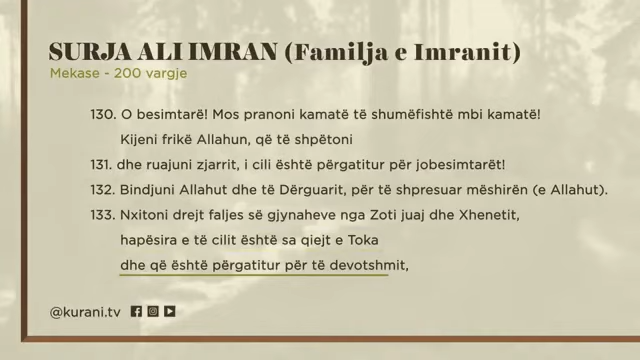 SURJA ALI IMRAN (Familja e Imranit)
Mekase - 200 vargje
130. O besimtarë! Mos pranoni kamatë të shumëfishtë mbi kamatë!
Kijeni frikë Allahun, që të shpëtoni
131. dhe ruajuni zjarrit, i cili është përgatitur për jobesimtarët!
132. Bindjuni Allahut dhe të Dërguarit, për të shpresuar mëshirën (e Allahut).
133. Nxitoni drejt faljes së gjynaheve nga Zoti juaj dhe Xhenetit,
hapësira e të cilit është sa qiejt e Toka
dhe që është përgatitur për të devotshmit,
@kurani.tv